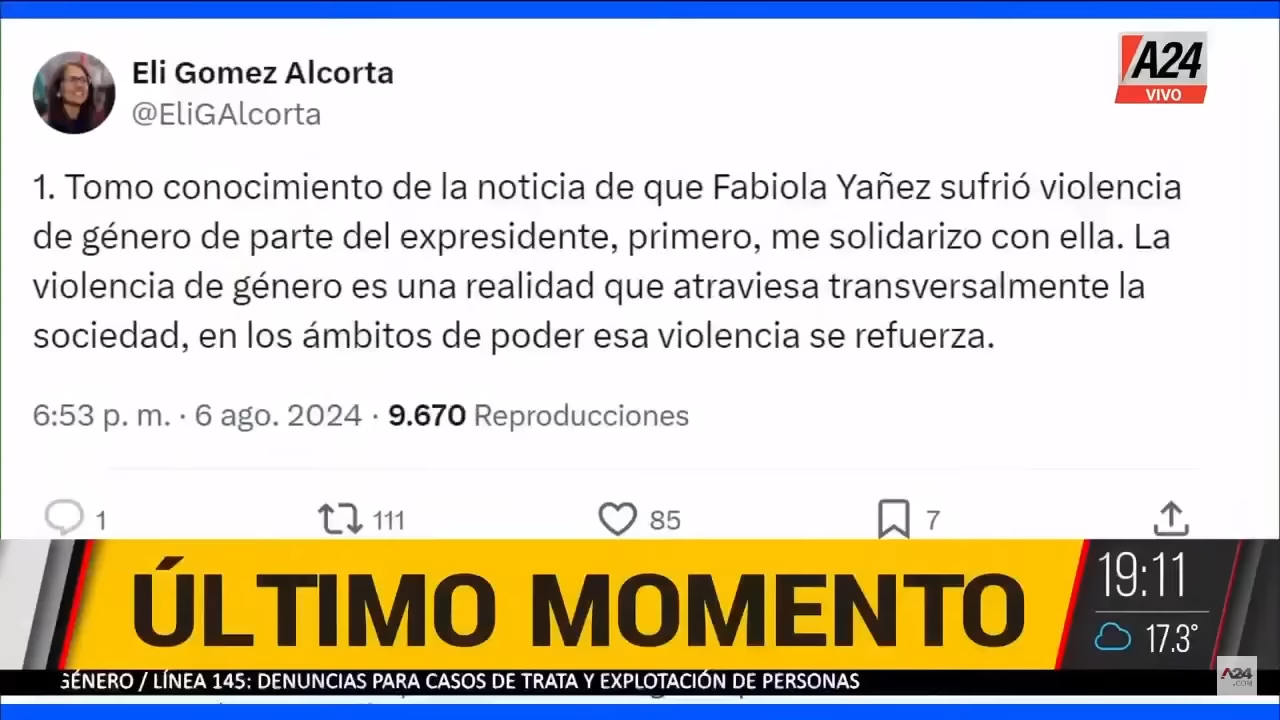 Eli Gomez Alcorta
@EliGAlcorta
A24
VIVO
1. Tomo conocimiento de la noticia de que Fabiola Yañez sufrió violencia
de género de parte del expresidente, primero, me solidarizo con ella. La
violencia de género es una realidad que atraviesa transversalmente la
sociedad, en los ámbitos de poder esa violencia se refuerza.
6:53 p. m. · 6 ago. 2024 · 9.670 Reproducciones
1 111 85 7
ÚLTIMO MOMENTO
19:11
17.3°
GÉNERO / LÍNEA 145: DENUNCIAS PARA CASOS DE TRATA Y EXPLOTACIÓN DE PERSONAS
A24
.COM